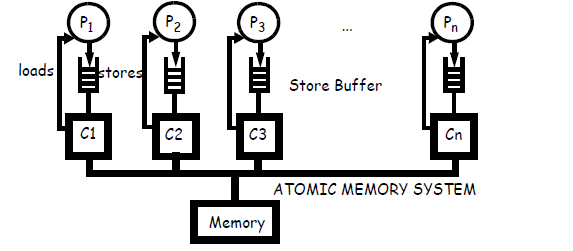 P1 P2 P3 ... Pn
loads stores
Store Buffer
C1 C2 C3 Cn
ATOMIC MEMORY SYSTEM
Memory